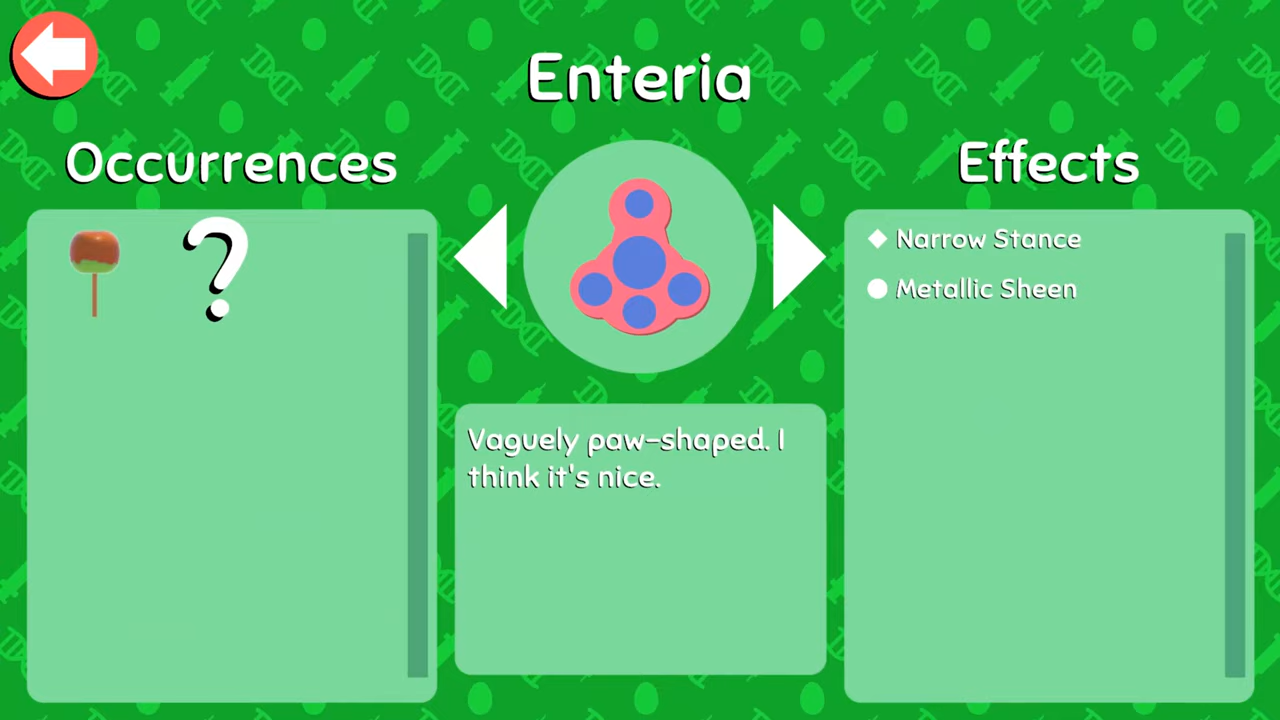 Enteria
Occurrences
Effects
?
Narrow Stance
Metallic Sheen
Vaguely paw-shaped. I
think it's nice.